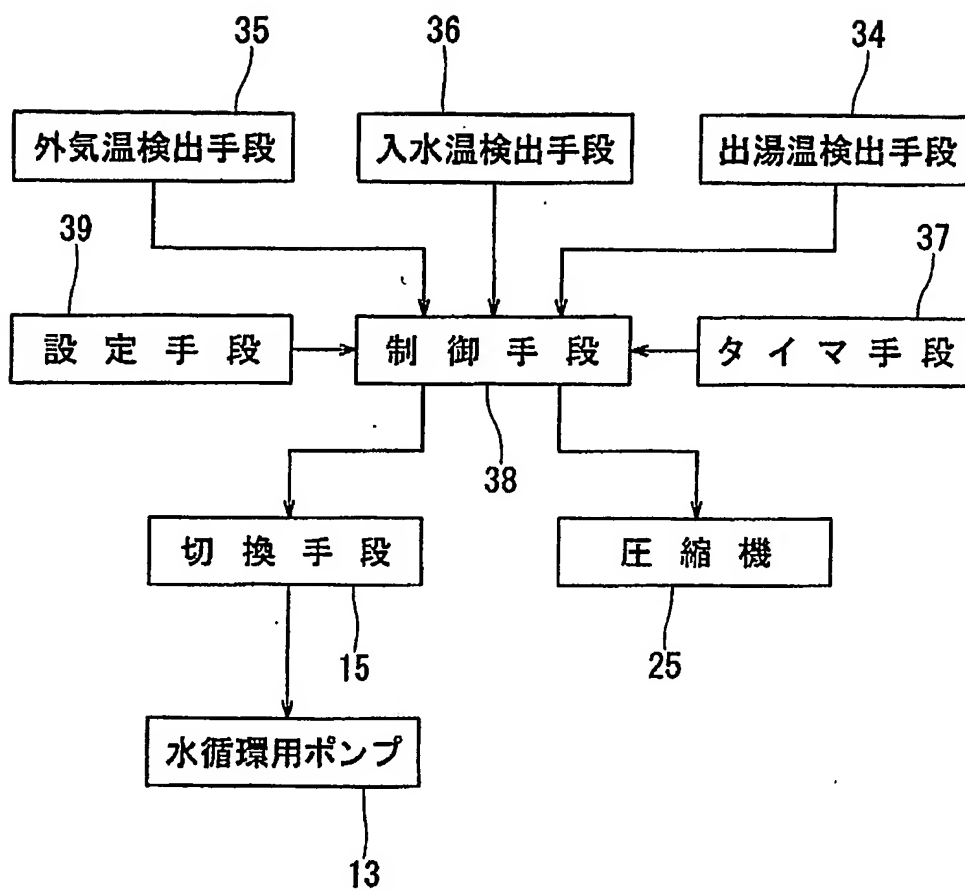 35
36
34
外気温検出手段
入水温検出手段
出湯温検出手段
39
37
設定手段
制御手段
タイマ手段
38
切換手段
圧縮機
15
25
水循環用ポンプ
13